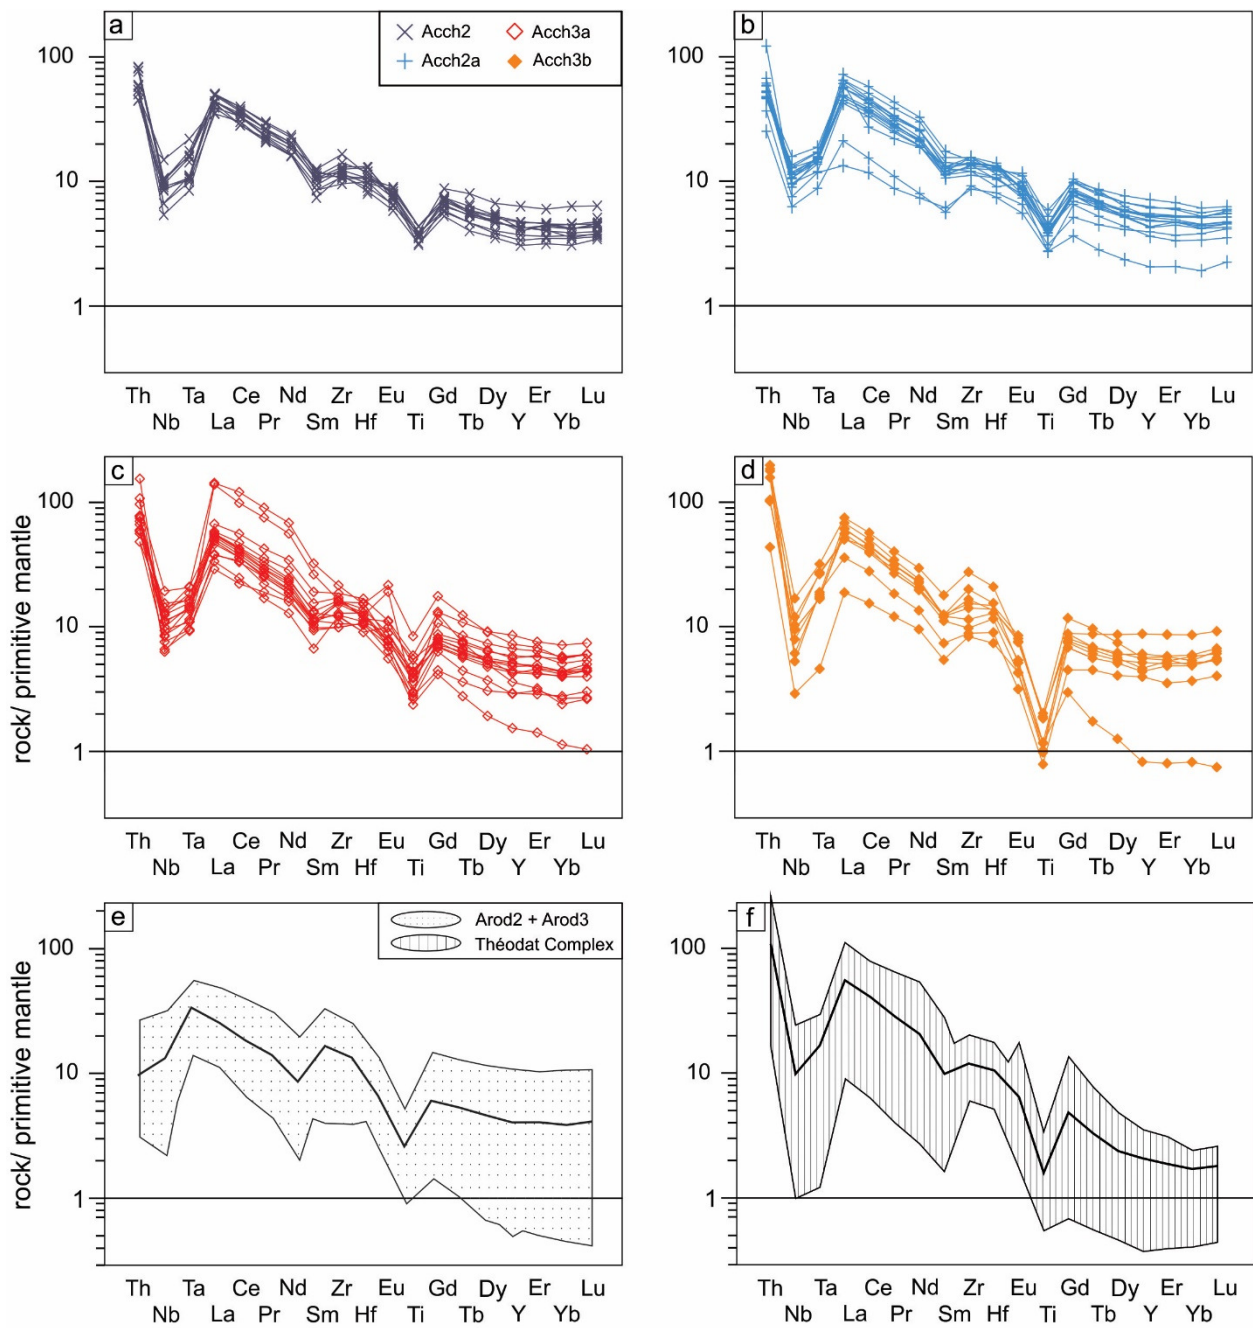 a
Acch2
Acch3a
Acch2a
Acch3b
100
10
1
Th Ta Ce Nd Zr Eu Gd Dy Er Lu
Nb La Pr Sm Hf Ti Tb Y Yb
b
100
10
1
Th Ta Ce Nd Zr Eu Gd Dy Er Lu
Nb La Pr Sm Hf Ti Tb Y Yb
rock/ primitive mantle
c
100
10
1
Th Ta Ce Nd Zr Eu Gd Dy Er Lu
Nb La Pr Sm Hf Ti Tb Y Yb
d
100
10
1
Th Ta Ce Nd Zr Eu Gd Dy Er Lu
Nb La Pr Sm Hf Ti Tb Y Yb
rock/ primitive mantle
e
Arod2 + Arod3
Théodat Complex
100
10
1
Th Ta Ce Nd Zr Eu Gd Dy Er Lu
Nb La Pr Sm Hf Ti Tb Y Yb
f
100
10
1
Th Ta Ce Nd Zr Eu Gd Dy Er Lu
Nb La Pr Sm Hf Ti Tb Y Yb